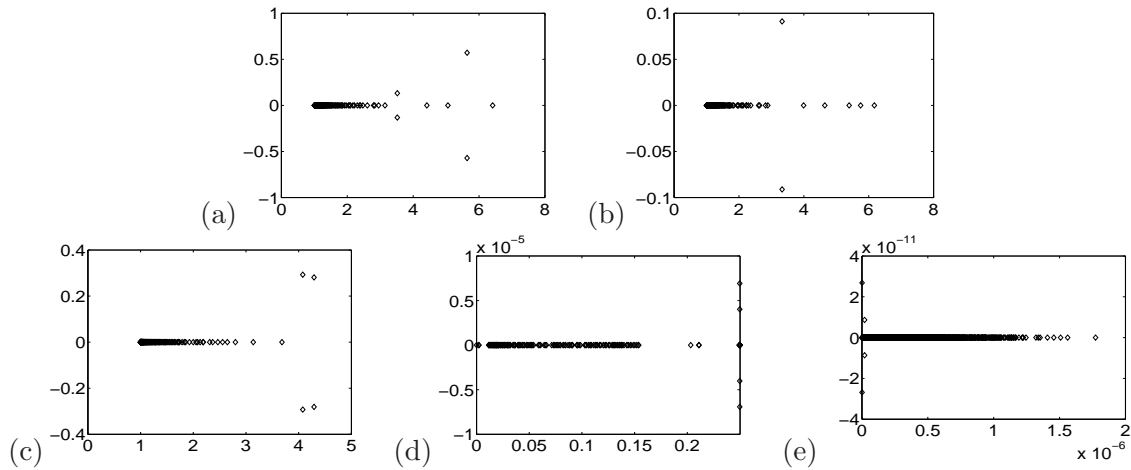 1
0.5
0
−0.5
−1
0 2 4 6 8
(a)
0.1
0.05
0
−0.05
−0.1
0 2 4 6 8
(b)
0.4
0.2
0
−0.2
−0.4
0 1 2 3 4 5
(c)
x 10⁻⁵
1
0.5
0
−0.5
−1
0 0.05 0.1 0.15 0.2
(d)
x 10⁻¹¹
4
2
0
−2
−4
0 0.5 1 1.5 2
x 10⁻⁶
(e)